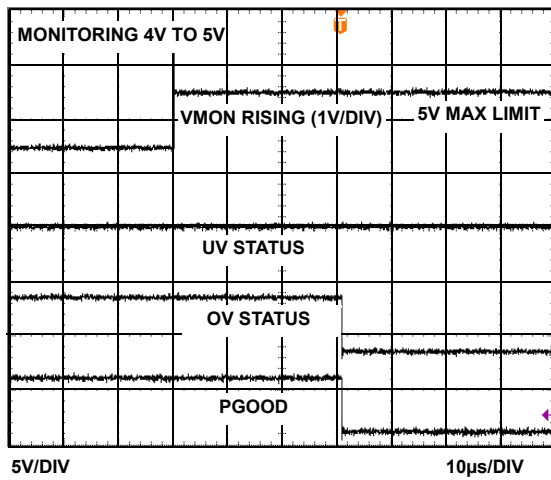 MONITORING 4V TO 5V
T
VMON RISING (1V/DIV)
5V MAX LIMIT
UV STATUS
OV STATUS
PGOOD
5V/DIV
10µs/DIV